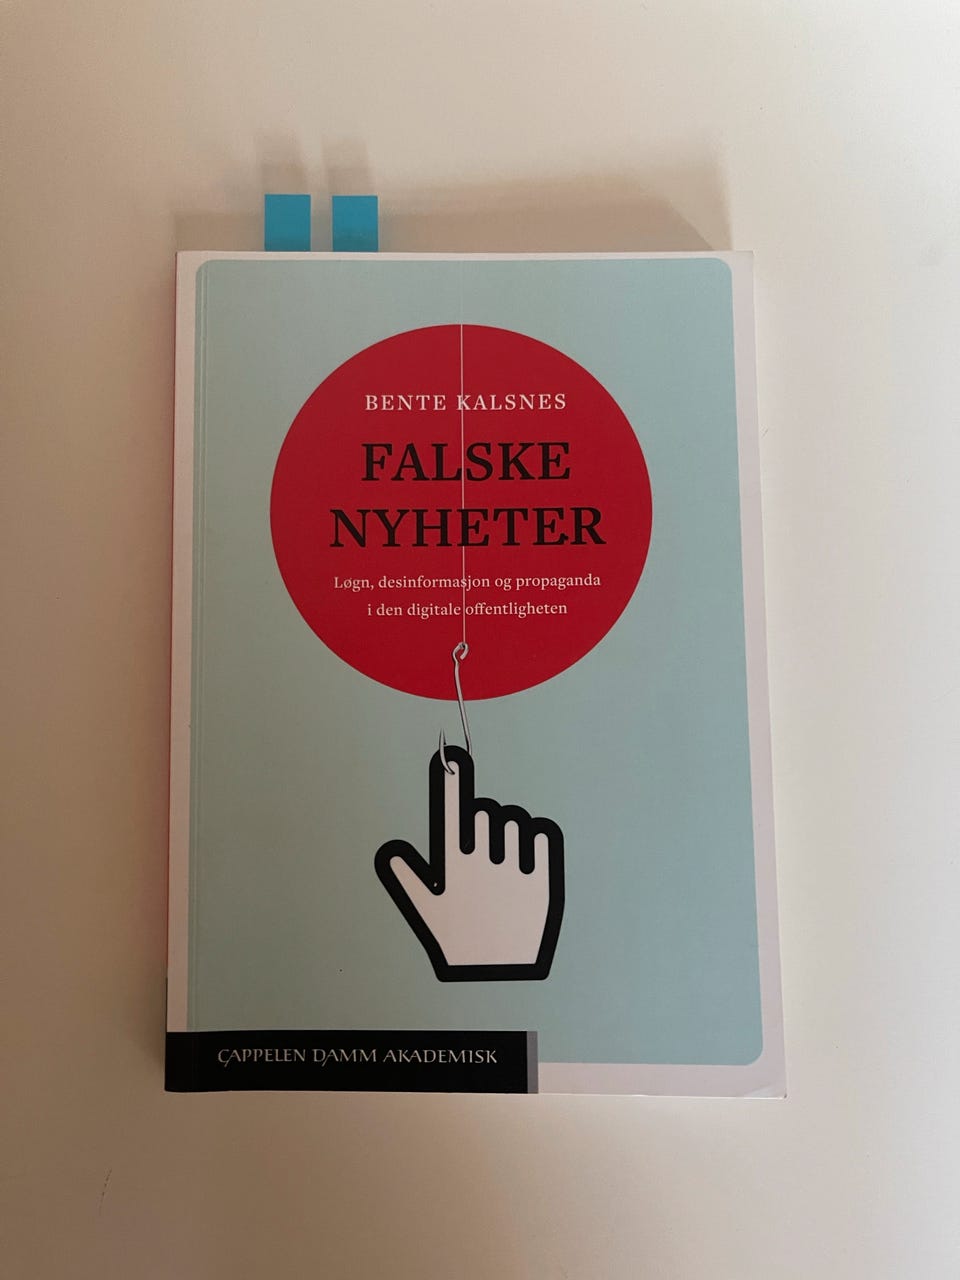 BENTE KALSNES
FALSKE
NYHETER
Løgn, desinformasjon og propaganda
i den digitale offentligheten
CAPPELEN DAMM AKADEMISK